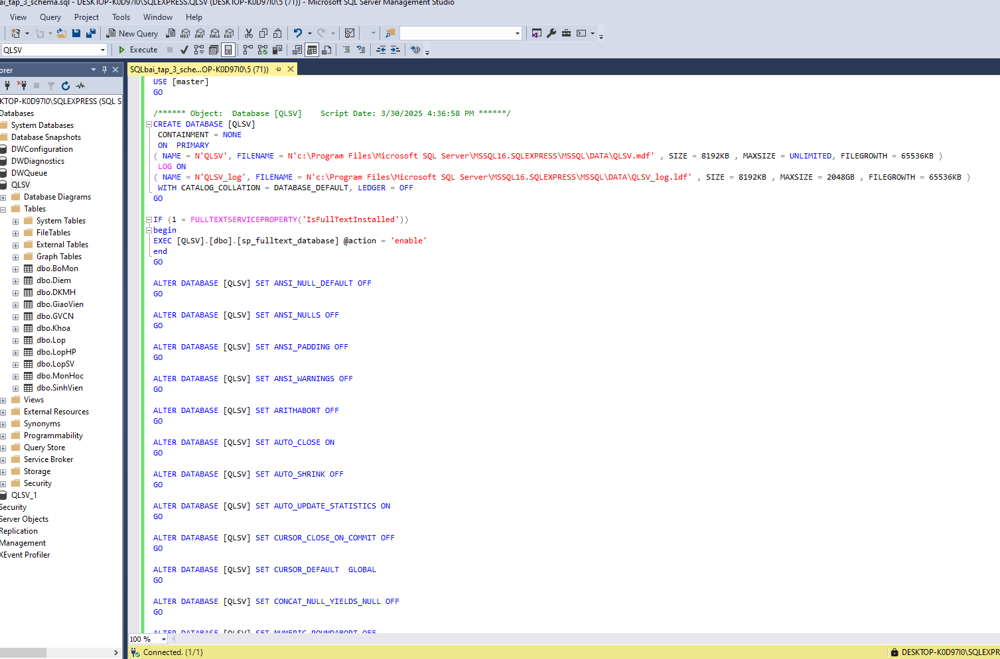 ai_tap_3_schema.sql - DESKTOP-K0D97I0\SQLEXPRESS.QLSV (DESKTOP-K0D97I0\5 (71)) - Microsoft SQL Server Management Studio
View Query Project Tools Window Help
New Query MDX DMX XMLA DAX
QLSV Execute
orer
SQLbai_tap_3_sche...OP-K0D97I0\5 (71))
KTOP-K0D97I0\SQLEXPRESS (SQL S
Databases
System Databases
Database Snapshots
DWConfiguration
DWDiagnostics
DWQueue
QLSV
Database Diagrams
Tables
System Tables
FileTables
External Tables
Graph Tables
dbo.BoMon
dbo.Diem
dbo.DKMH
dbo.GiaoVien
dbo.GVCN
dbo.Khoa
dbo.Lop
dbo.LopHP
dbo.LopSV
dbo.MonHoc
dbo.SinhVien
Views
External Resources
Synonyms
Programmability
Query Store
Service Broker
Storage
Security
QLSV_1
Security
Server Objects
Replication
Management
XEvent Profiler
USE [master]
GO
/****** Object:  Database [QLSV]    Script Date: 3/30/2025 4:36:58 PM ******/
CREATE DATABASE [QLSV]
CONTAINMENT = NONE
ON  PRIMARY
( NAME = N'QLSV', FILENAME = N'c:\Program Files\Microsoft SQL Server\MSSQL16.SQLEXPRESS\MSSQL\DATA\QLSV.mdf' , SIZE = 8192KB , MAXSIZE = UNLIMITED, FILEGROWTH = 65536KB )
LOG ON
( NAME = N'QLSV_log', FILENAME = N'c:\Program Files\Microsoft SQL Server\MSSQL16.SQLEXPRESS\MSSQL\DATA\QLSV_log.ldf' , SIZE = 8192KB , MAXSIZE = 2048GB , FILEGROWTH = 65536KB )
WITH CATALOG_COLLATION = DATABASE_DEFAULT, LEDGER = OFF
GO
IF (1 = FULLTEXTSERVICEPROPERTY('IsFullTextInstalled'))
begin
EXEC [QLSV].[dbo].[sp_fulltext_database] @action = 'enable'
end
GO
ALTER DATABASE [QLSV] SET ANSI_NULL_DEFAULT OFF
GO
ALTER DATABASE [QLSV] SET ANSI_NULLS OFF
GO
ALTER DATABASE [QLSV] SET ANSI_PADDING OFF
GO
ALTER DATABASE [QLSV] SET ANSI_WARNINGS OFF
GO
ALTER DATABASE [QLSV] SET ARITHABORT OFF
GO
ALTER DATABASE [QLSV] SET AUTO_CLOSE ON
GO
ALTER DATABASE [QLSV] SET AUTO_SHRINK OFF
GO
ALTER DATABASE [QLSV] SET AUTO_UPDATE_STATISTICS ON
GO
ALTER DATABASE [QLSV] SET CURSOR_CLOSE_ON_COMMIT OFF
GO
ALTER DATABASE [QLSV] SET CURSOR_DEFAULT  GLOBAL
GO
ALTER DATABASE [QLSV] SET CONCAT_NULL_YIELDS_NULL OFF
GO
ALTER DATABASE [QLSV] SET NUMERIC_ROUNDABORT OFF
100 %
Connected. (1/1)
DESKTOP-K0D97I0\SQLEXPR